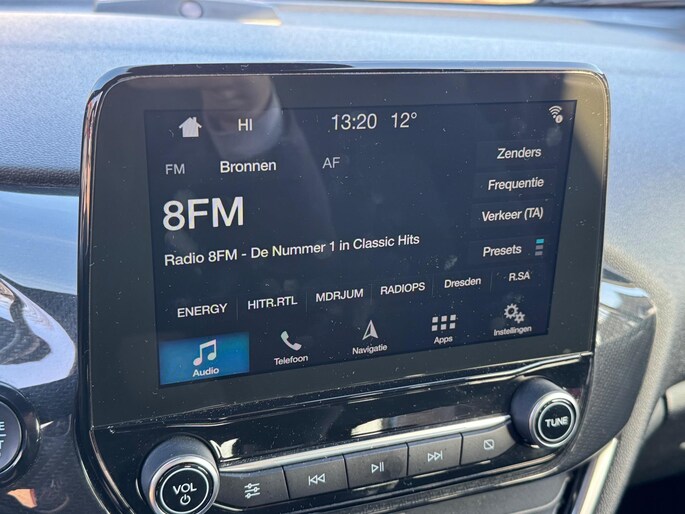 HI 13:20 12°
FM Bronnen AF Zenders
Frequentie
8FM
Verkeer (TA)
Radio 8FM - De Nummer 1 in Classic Hits
Presets
ENERGY HITR.RTL MDRJUM RADIOPS Dresden R.SA
Audio Telefoon Navigatie Apps Instellingen
TUNE
VOL